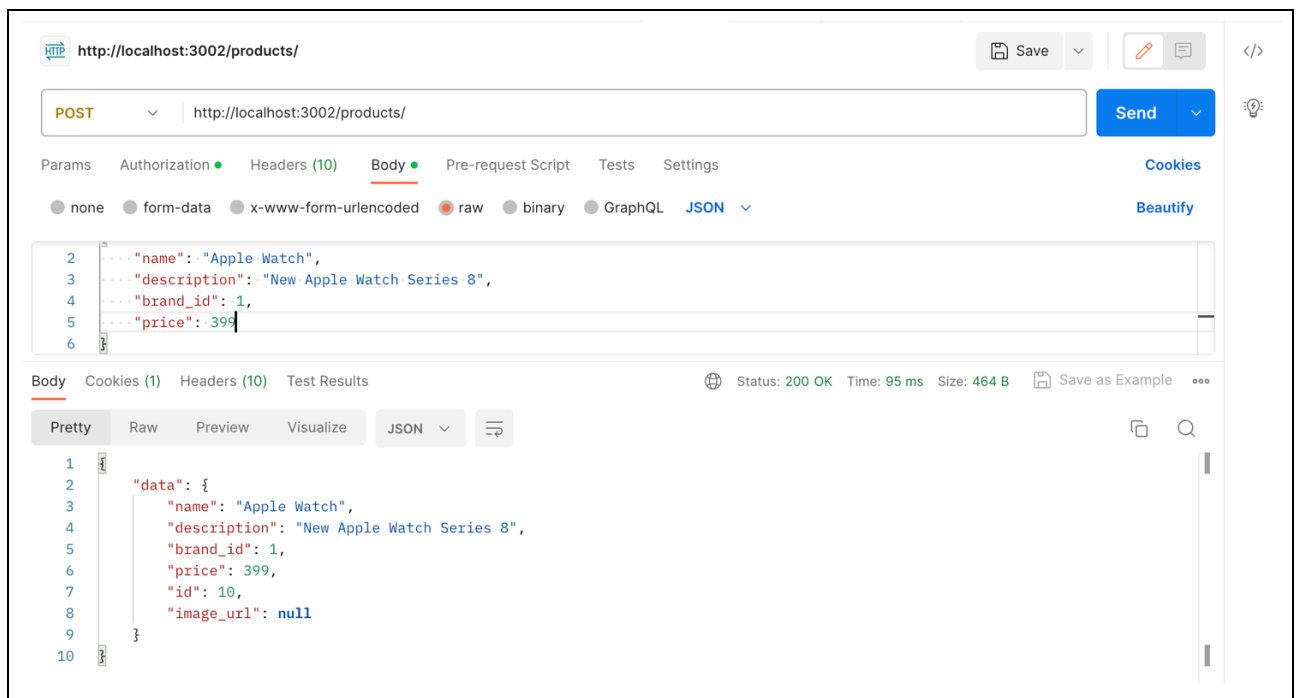 HTTP http://localhost:3002/products/ Save </>
POST http://localhost:3002/products/ Send
Params Authorization Headers (10) Body Pre-request Script Tests Settings Cookies
none form-data x-www-form-urlencoded raw binary GraphQL JSON Beautify
2 "name": "Apple Watch",
3 "description": "New Apple Watch Series 8",
4 "brand_id": 1,
5 "price": 399
6 }
Body Cookies (1) Headers (10) Test Results Status: 200 OK Time: 95 ms Size: 464 B Save as Example
Pretty Raw Preview Visualize JSON
1 {
2 "data": {
3 "name": "Apple Watch",
4 "description": "New Apple Watch Series 8",
5 "brand_id": 1,
6 "price": 399,
7 "id": 10,
8 "image_url": null
9 }
10 }